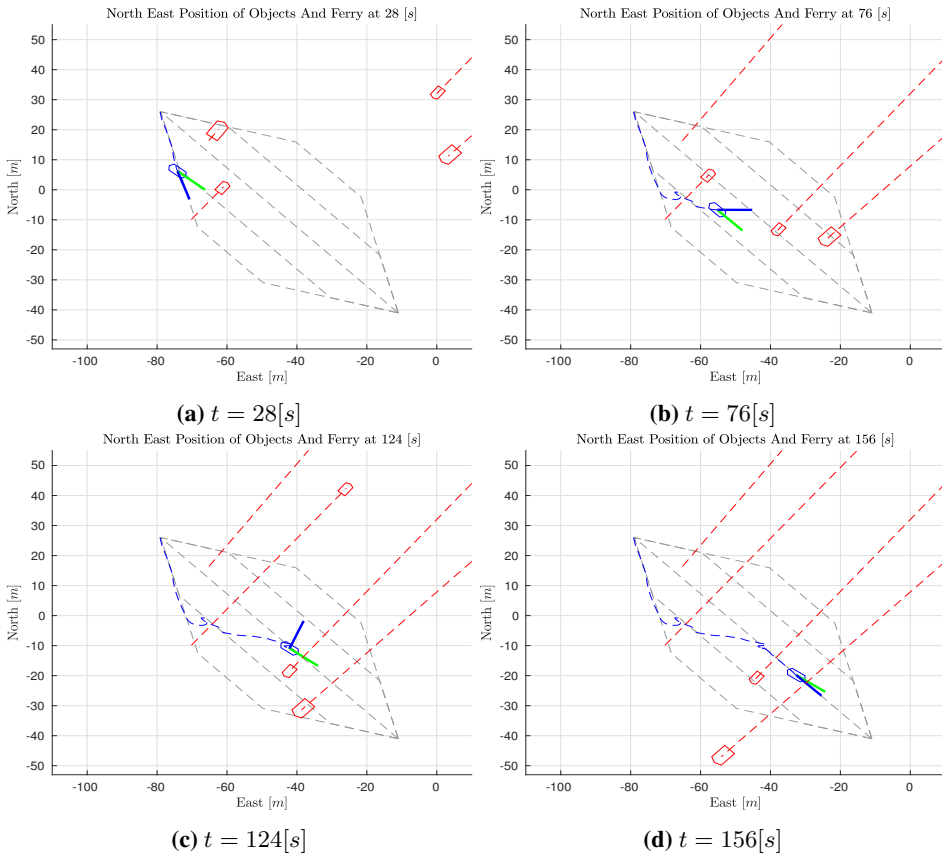 North East Position of Objects And Ferry at 28 [s]
50
40
30
20
10
0
-10
-20
-30
-40
-50
North [m]
-100 -80 -60 -40 -20 0
East [m]
(a) t = 28[s]
North East Position of Objects And Ferry at 76 [s]
50
40
30
20
10
0
-10
-20
-30
-40
-50
North [m]
-100 -80 -60 -40 -20 0
East [m]
(b) t = 76[s]
North East Position of Objects And Ferry at 124 [s]
50
40
30
20
10
0
-10
-20
-30
-40
-50
North [m]
-100 -80 -60 -40 -20 0
East [m]
(c) t = 124[s]
North East Position of Objects And Ferry at 156 [s]
50
40
30
20
10
0
-10
-20
-30
-40
-50
North [m]
-100 -80 -60 -40 -20 0
East [m]
(d) t = 156[s]